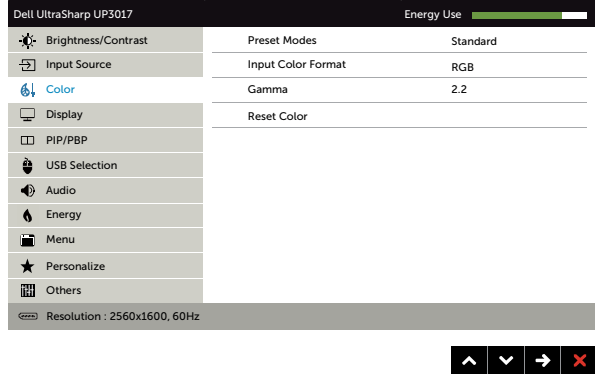 Dell UltraSharp UP3017 Energy Use
Brightness/Contrast Preset Modes Standard
Input Source Input Color Format RGB
Color Gamma 2.2
Display Reset Color
PIP/PBP
USB Selection
Audio
Energy
Menu
Personalize
Others
Resolution : 2560x1600, 60Hz